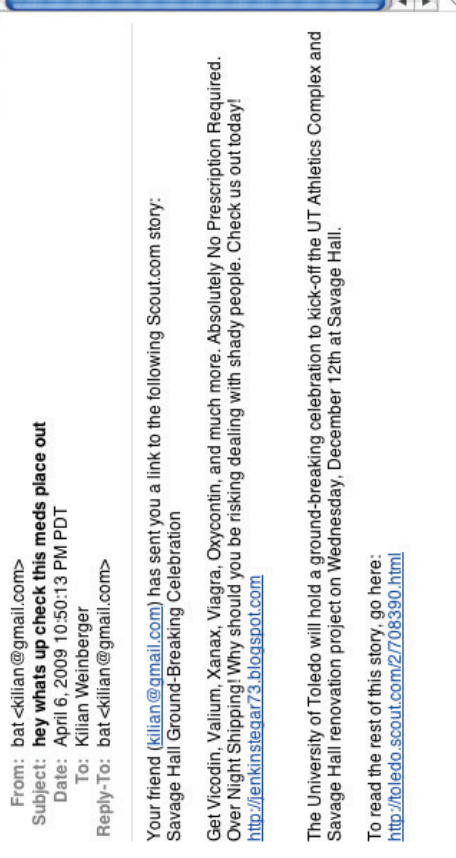 From: bat <kilian@gmail.com>
Subject: hey whats up check this meds place out
Date: April 6, 2009 10:50:13 PM PDT
To: Kilian Weinberger
Reply-To: bat <kilian@gmail.com>
Your friend (kilian@gmail.com) has sent you a link to the following Scout.com story:
Savage Hall Ground-Breaking Celebration
Get Vicodin, Valium, Xanax, Viagra, Oxycontin, and much more. Absolutely No Prescription Required.
Over Night Shipping! Why should you be risking dealing with shady people. Check us out today!
http://jenkinstegar73.blogspot.com
The University of Toledo will hold a ground-breaking celebration to kick-off the UT Athletics Complex and
Savage Hall renovation project on Wednesday, December 12th at Savage Hall.
To read the rest of this story, go here:
http://toledo.scout.com/2/708390.html